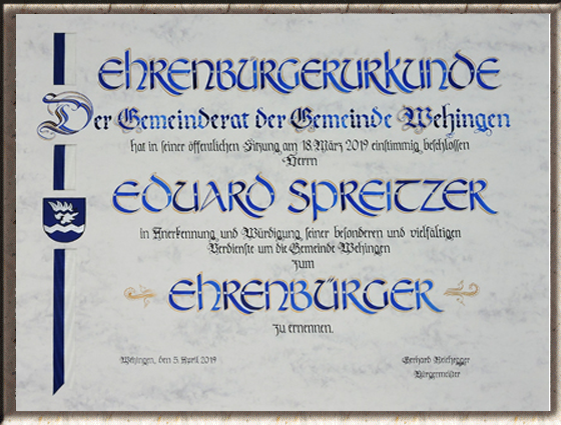 EHRENBÜRGERURKUNDE
Der Gemeinderat der Gemeinde Wehingen
hat in seiner öffentlichen Sitzung am 18. März 2019 einstimmig beschlossen
Herrn
EDUARD SPREITZER
in Anerkennung und Würdigung seiner besonderen und vielfältigen
Verdienste um die Gemeinde Wehingen
zum
EHRENBÜRGER
zu ernennen.
Wehingen, den 5. April 2019
Gerhard Reichegger
Bürgermeister